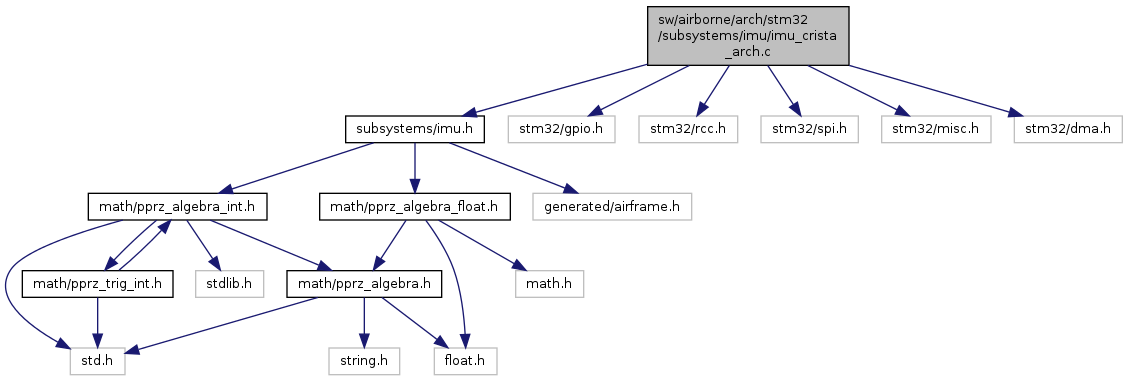 sw/airborne/arch/stm32
/subsystems/imu/imu_crista
_arch.c
subsystems/imu.h
stm32/gpio.h
stm32/rcc.h
stm32/spi.h
stm32/misc.h
stm32/dma.h
math/pprz_algebra_int.h
math/pprz_algebra_float.h
generated/airframe.h
math/pprz_trig_int.h
stdlib.h
math/pprz_algebra.h
math.h
std.h
string.h
float.h